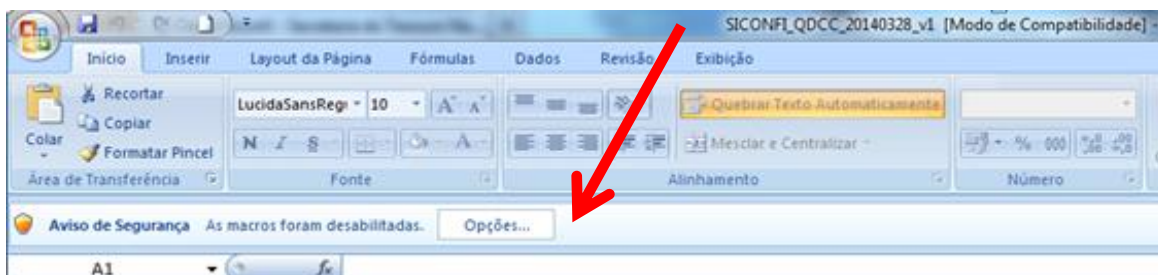 SICONFI_QDCC_20140328_v1 [Modo de Compatibilidade] -
Início Inserir Layout da Página Fórmulas Dados Revisão Exibição
Recortar
Copiar
Formatar Pincel
Colar
LucidaSansRegu 10 A A
Quebrar Texto Automaticamente
N I S A
Mesclar e Centralizar
% 000
Área de Transferência Fonte Alinhamento Número
Aviso de Segurança As macros foram desabilitadas. Opções...
A1 fx